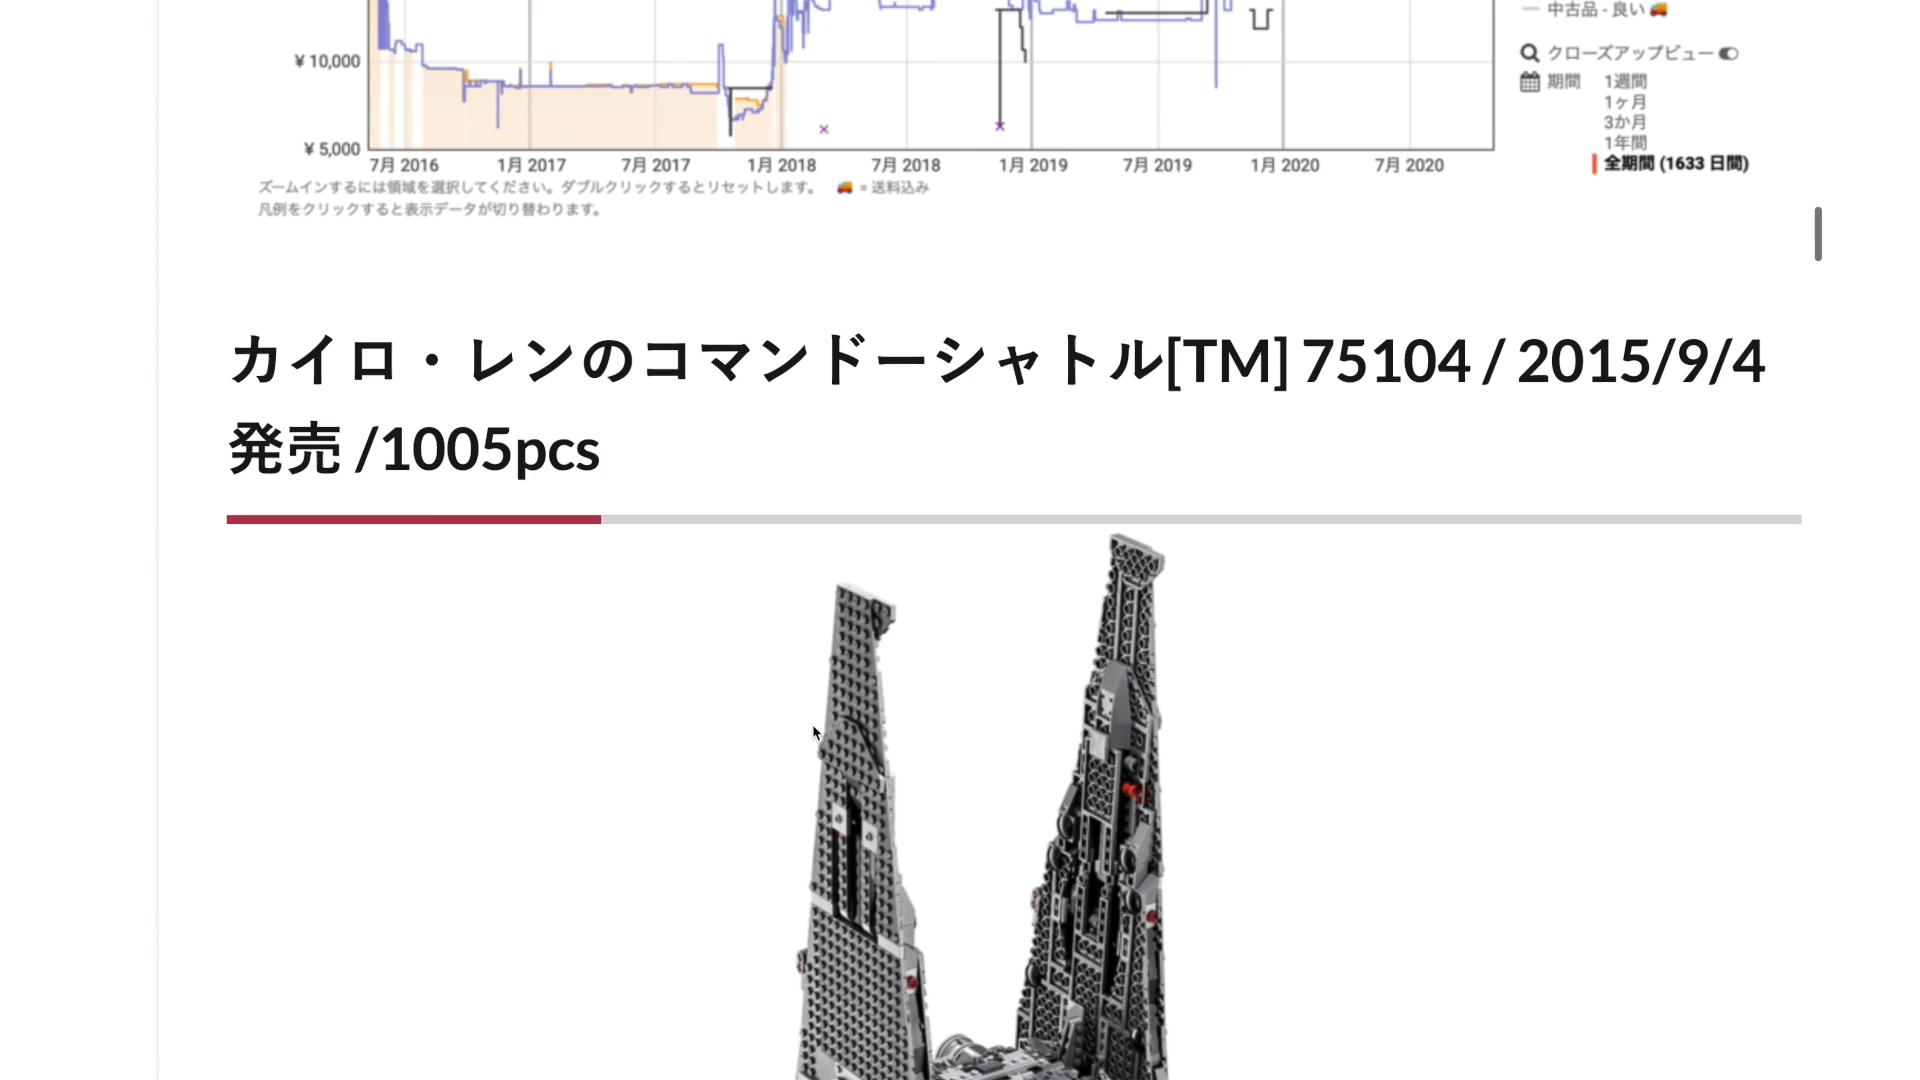 中古品 - 良い
¥ 10,000
クローズアップビュー
期間 1週間
1ヶ月
3か月
1年間
全期間 (1633 日間)
¥ 5,000
7月 2016 1月 2017 7月 2017 1月 2018 7月 2018 1月 2019 7月 2019 1月 2020 7月 2020
ズームインするには領域を選択してください。ダブルクリックするとリセットします。 = 送料込み
凡例をクリックすると表示データが切り替わります。
カイロ・レンのコマンドーシャトル[TM] 75104 / 2015/9/4
発売 /1005pcs